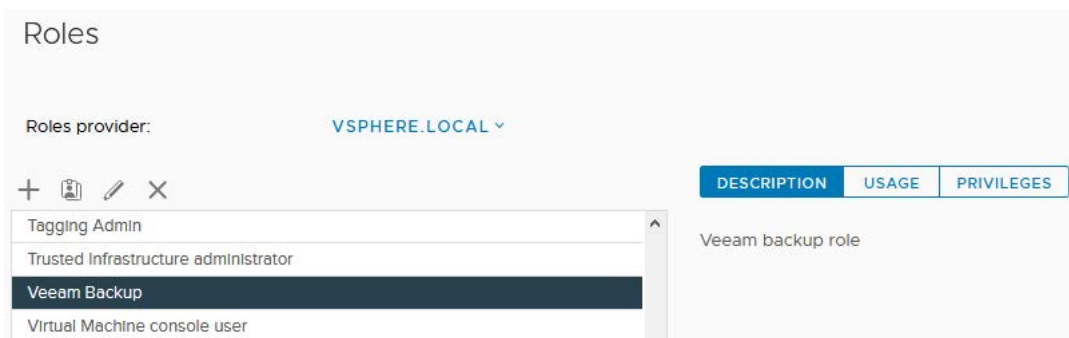 Roles
Roles provider: VSPHERE.LOCAL
DESCRIPTION USAGE PRIVILEGES
Tagging Admin
Veeam backup role
Trusted Infrastructure administrator
Veeam Backup
Virtual Machine console user